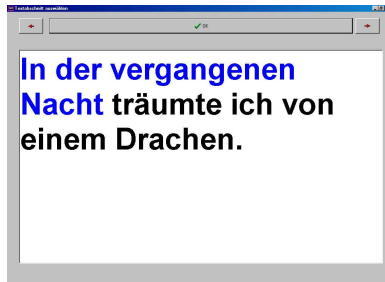 Textabschnitt auswählen
OK
In der vergangenen
Nacht träumte ich von
einem Drachen.